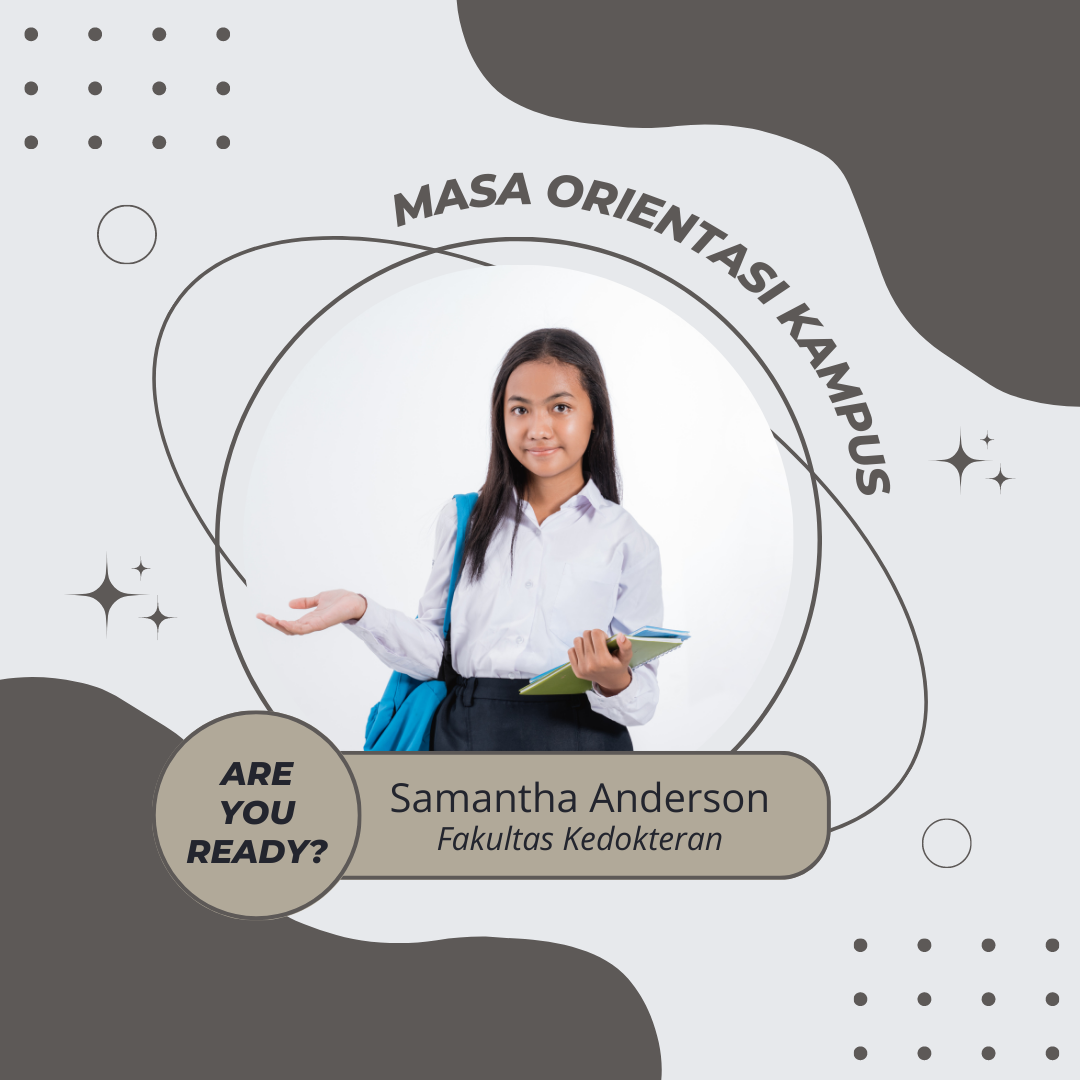 MASA ORIENTASI KAMPUS
ARE
YOU
READY?
Samantha Anderson
Fakultas Kedokteran